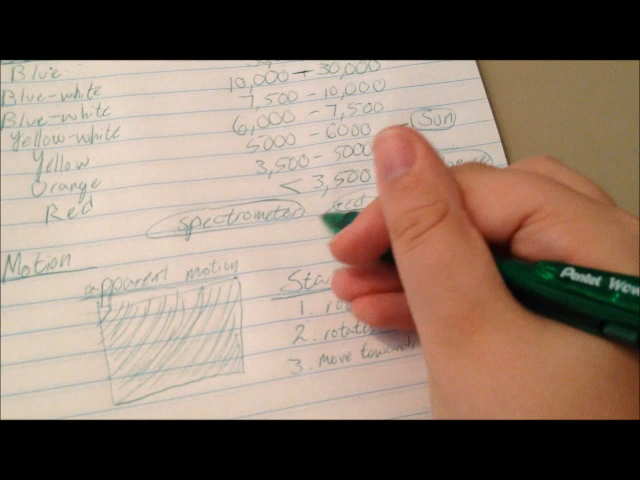 Blue
Blue-white 10,000 - 30,000
Blue-white 7,500 - 10,000
Yellow-white 6,000 - 7,500
Yellow 5000 - 6000 - Sun
Orange 3,500 - 5000
Red < 3,500
spectrometer
Motion
apparent motion
1.
2. rotate
3. move toward
Pentel Wow